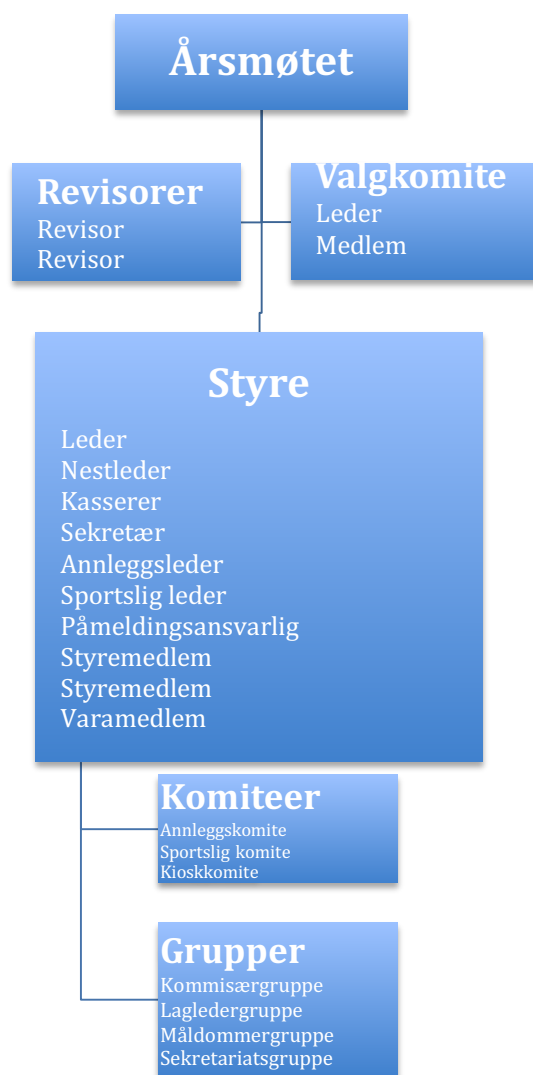 Årsmøtet
Revisorer
Revisor
Revisor
Valgkomite
Leder
Medlem
Styre
Leder
Nestleder
Kasserer
Sekretær
Annleggsleder
Sportslig leder
Påmeldingsansvarlig
Styremedlem
Styremedlem
Varamedlem
Komiteer
Annleggskomite
Sportslig komite
Kioskkomite
Grupper
Kommisærgruppe
Lagledergruppe
Måldommergruppe
Sekretariatsgruppe